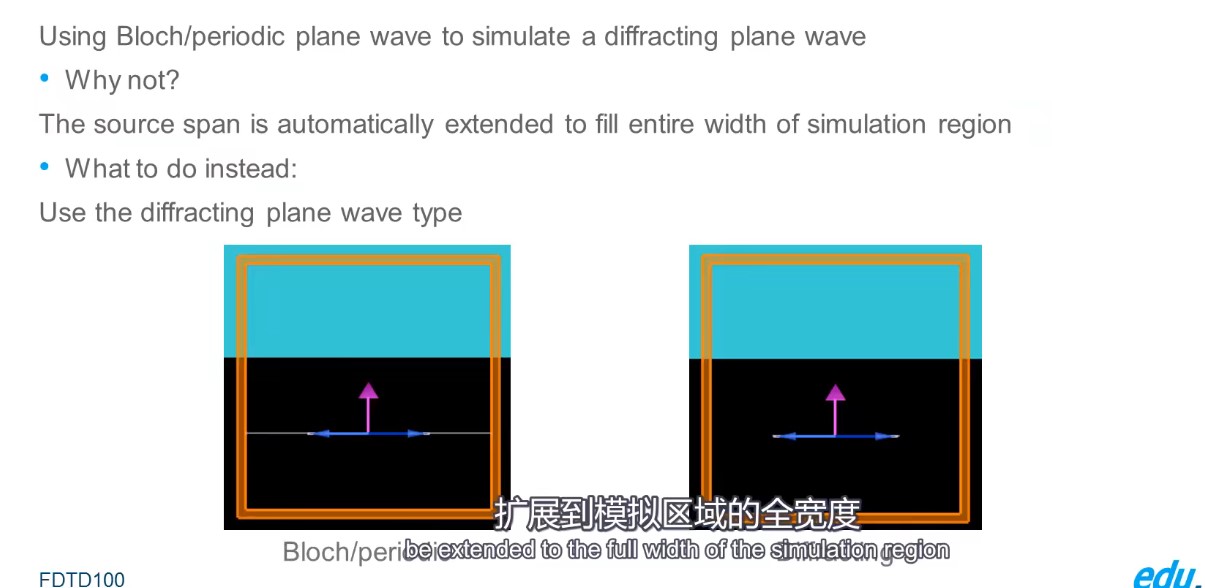 Using Bloch/periodic plane wave to simulate a diffracting plane wave
• Why not?
The source span is automatically extended to fill entire width of simulation region
• What to do instead:
Use the diffracting plane wave type
扩展到模拟区域的全宽度
Bloch/periodic
be extended to the full width of the simulation region
FDTD100
edu.